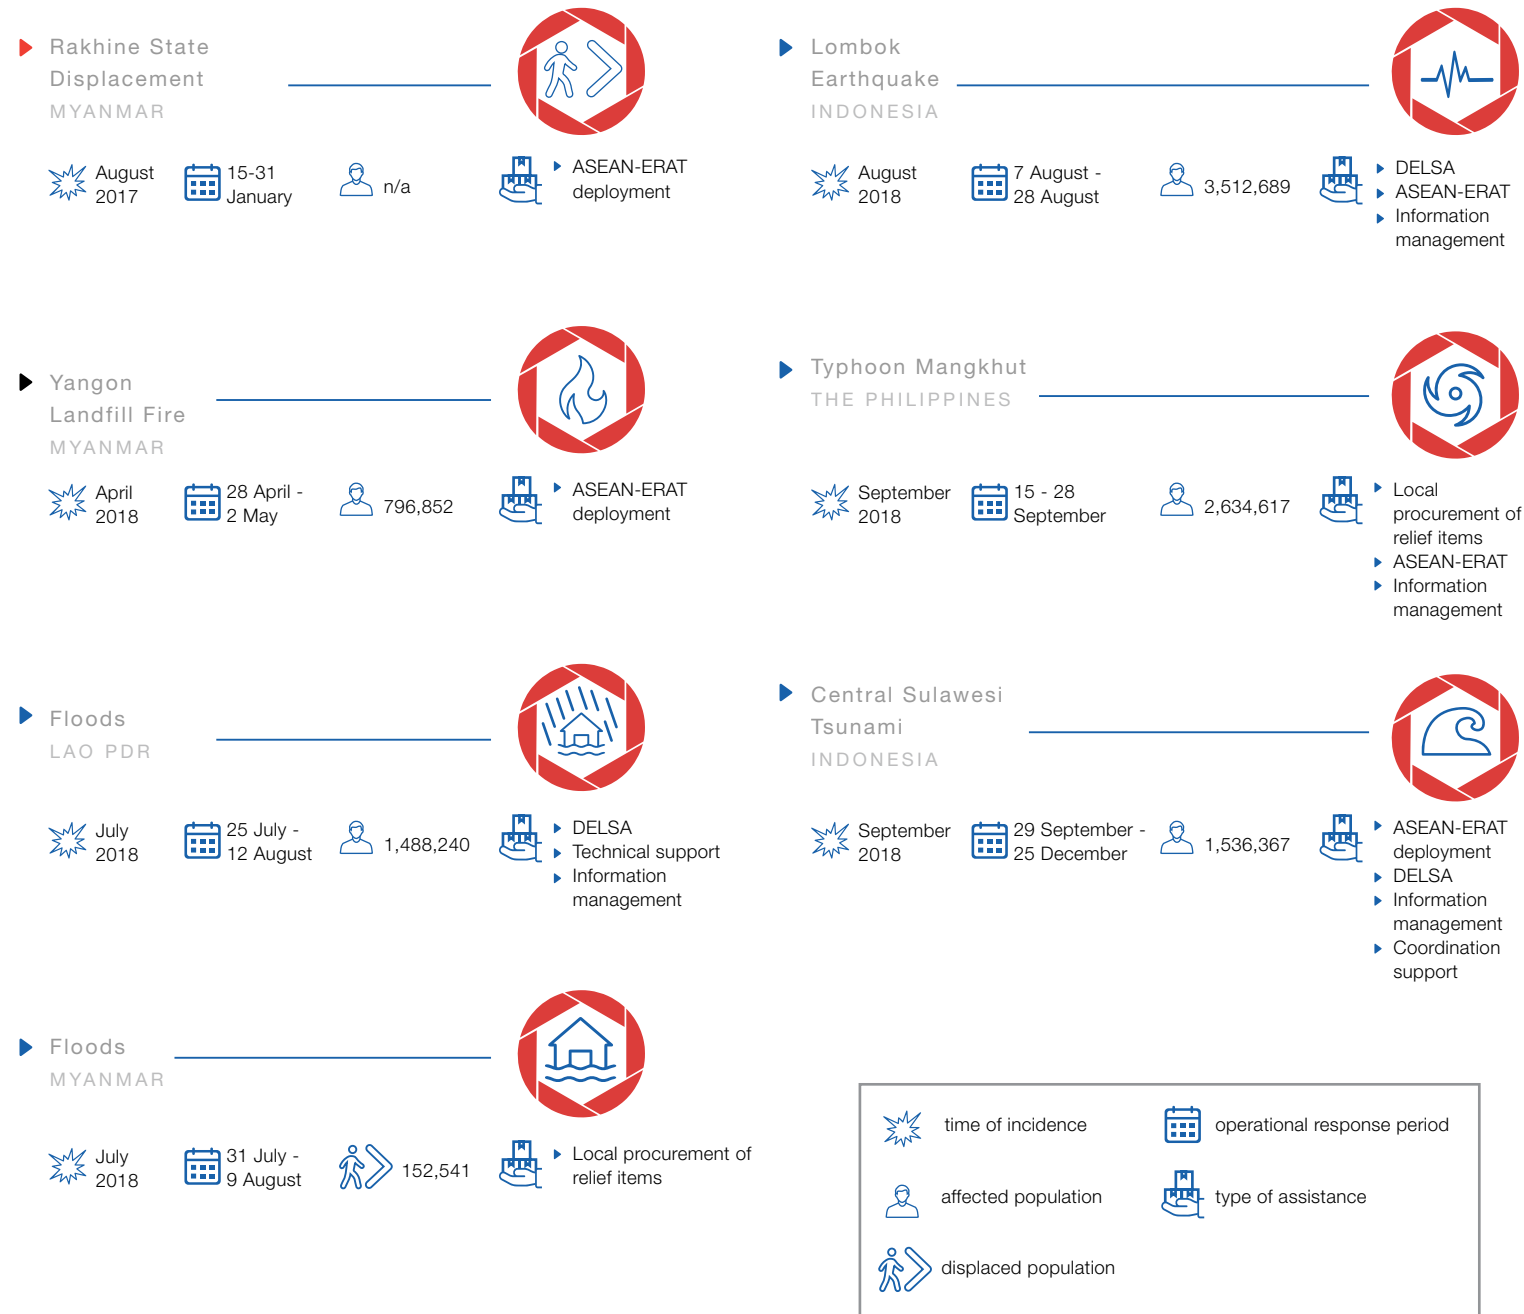 Rakhine State
Displacement
MYANMAR
August
2017
15-31
January
n/a
ASEAN-ERAT
deployment
Yangon
Landfill Fire
MYANMAR
April
2018
28 April -
2 May
796,852
ASEAN-ERAT
deployment
Floods
LAO PDR
July
2018
25 July -
12 August
1,488,240
DELSA
Technical support
Information
management
Floods
MYANMAR
July
2018
31 July -
9 August
152,541
Local procurement of
relief items
Lombok
Earthquake
INDONESIA
August
2018
7 August -
28 August
3,512,689
DELSA
ASEAN-ERAT
Information
management
Typhoon Mangkhut
THE PHILIPPINES
September
2018
15 - 28
September
2,634,617
Local
procurement of
relief items
ASEAN-ERAT
Information
management
Central Sulawesi
Tsunami
INDONESIA
September
2018
29 September -
25 December
1,536,367
ASEAN-ERAT
deployment
DELSA
Information
management
Coordination
support
time of incidence
operational response period
affected population
type of assistance
displaced population